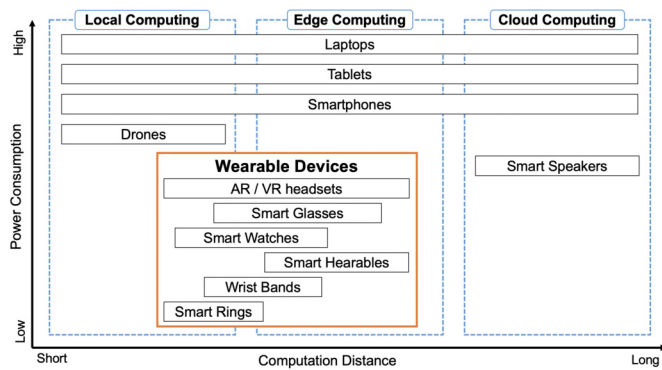 Local Computing
Edge Computing
Cloud Computing
High
Laptops
Tablets
Smartphones
Drones
Wearable Devices
Smart Speakers
AR / VR headsets
Smart Glasses
Smart Watches
Smart Hearables
Wrist Bands
Smart Rings
Power Consumption
Low
Short
Computation Distance
Long